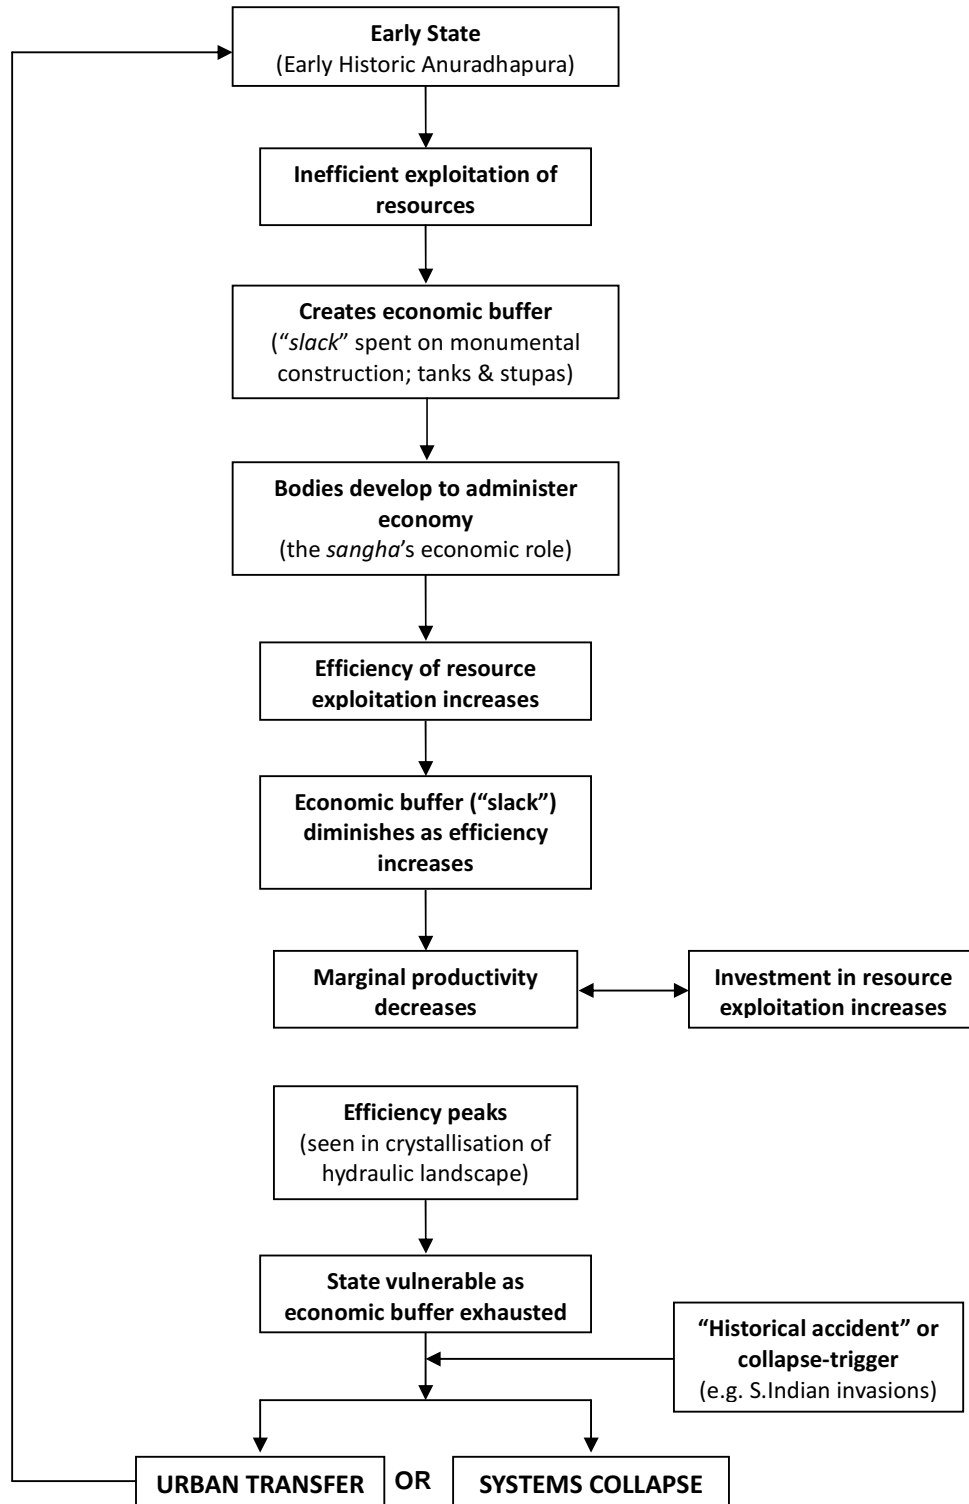 Early State
(Early Historic Anuradhapura)
Inefficient exploitation of
resources
Creates economic buffer
(“slack” spent on monumental
construction; tanks & stupas)
Bodies develop to administer
economy
(the sangha’s economic role)
Efficiency of resource
exploitation increases
Economic buffer (“slack”)
diminishes as efficiency
increases
Marginal productivity
decreases
Investment in resource
exploitation increases
Efficiency peaks
(seen in crystallisation of
hydraulic landscape)
State vulnerable as
economic buffer exhausted
“Historical accident” or
collapse-trigger
(e.g. S.Indian invasions)
URBAN TRANSFER OR SYSTEMS COLLAPSE